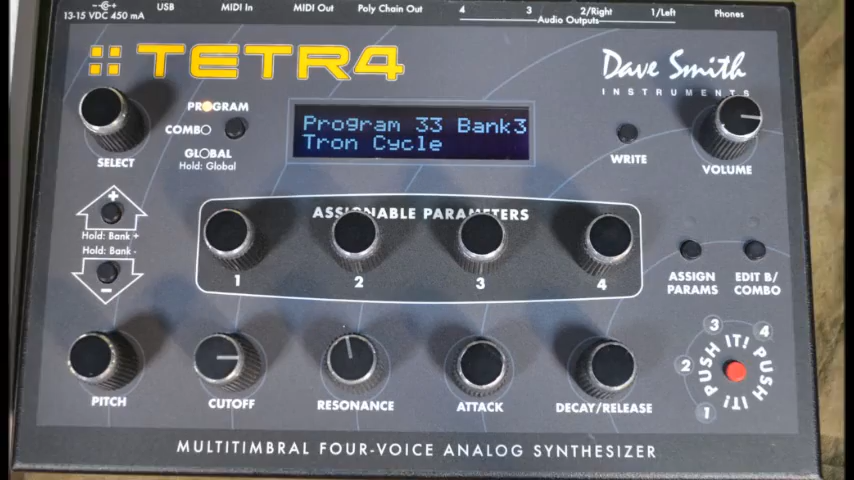 13-15 VDC 450 mA
USB
MIDI In
MIDI Out
Poly Chain Out
4
3
2/Right
1/Left
Audio Outputs
Phones
TETR4
Dave Smith
INSTRUMENTS
PROGRAM
COMBO
GLOBAL
Hold: Global
SELECT
Program 33 Bank3
Tron Cycle
WRITE
VOLUME
+
Hold: Bank +
Hold: Bank -
-
ASSIGNABLE PARAMETERS
1
2
3
4
ASSIGN
PARAMS
EDIT B/
COMBO
PITCH
CUTOFF
RESONANCE
ATTACK
DECAY/RELEASE
1
2
3
4
PUSH IT!
PUSH IT!
MULTITIMBRAL FOUR-VOICE ANALOG SYNTHESIZER